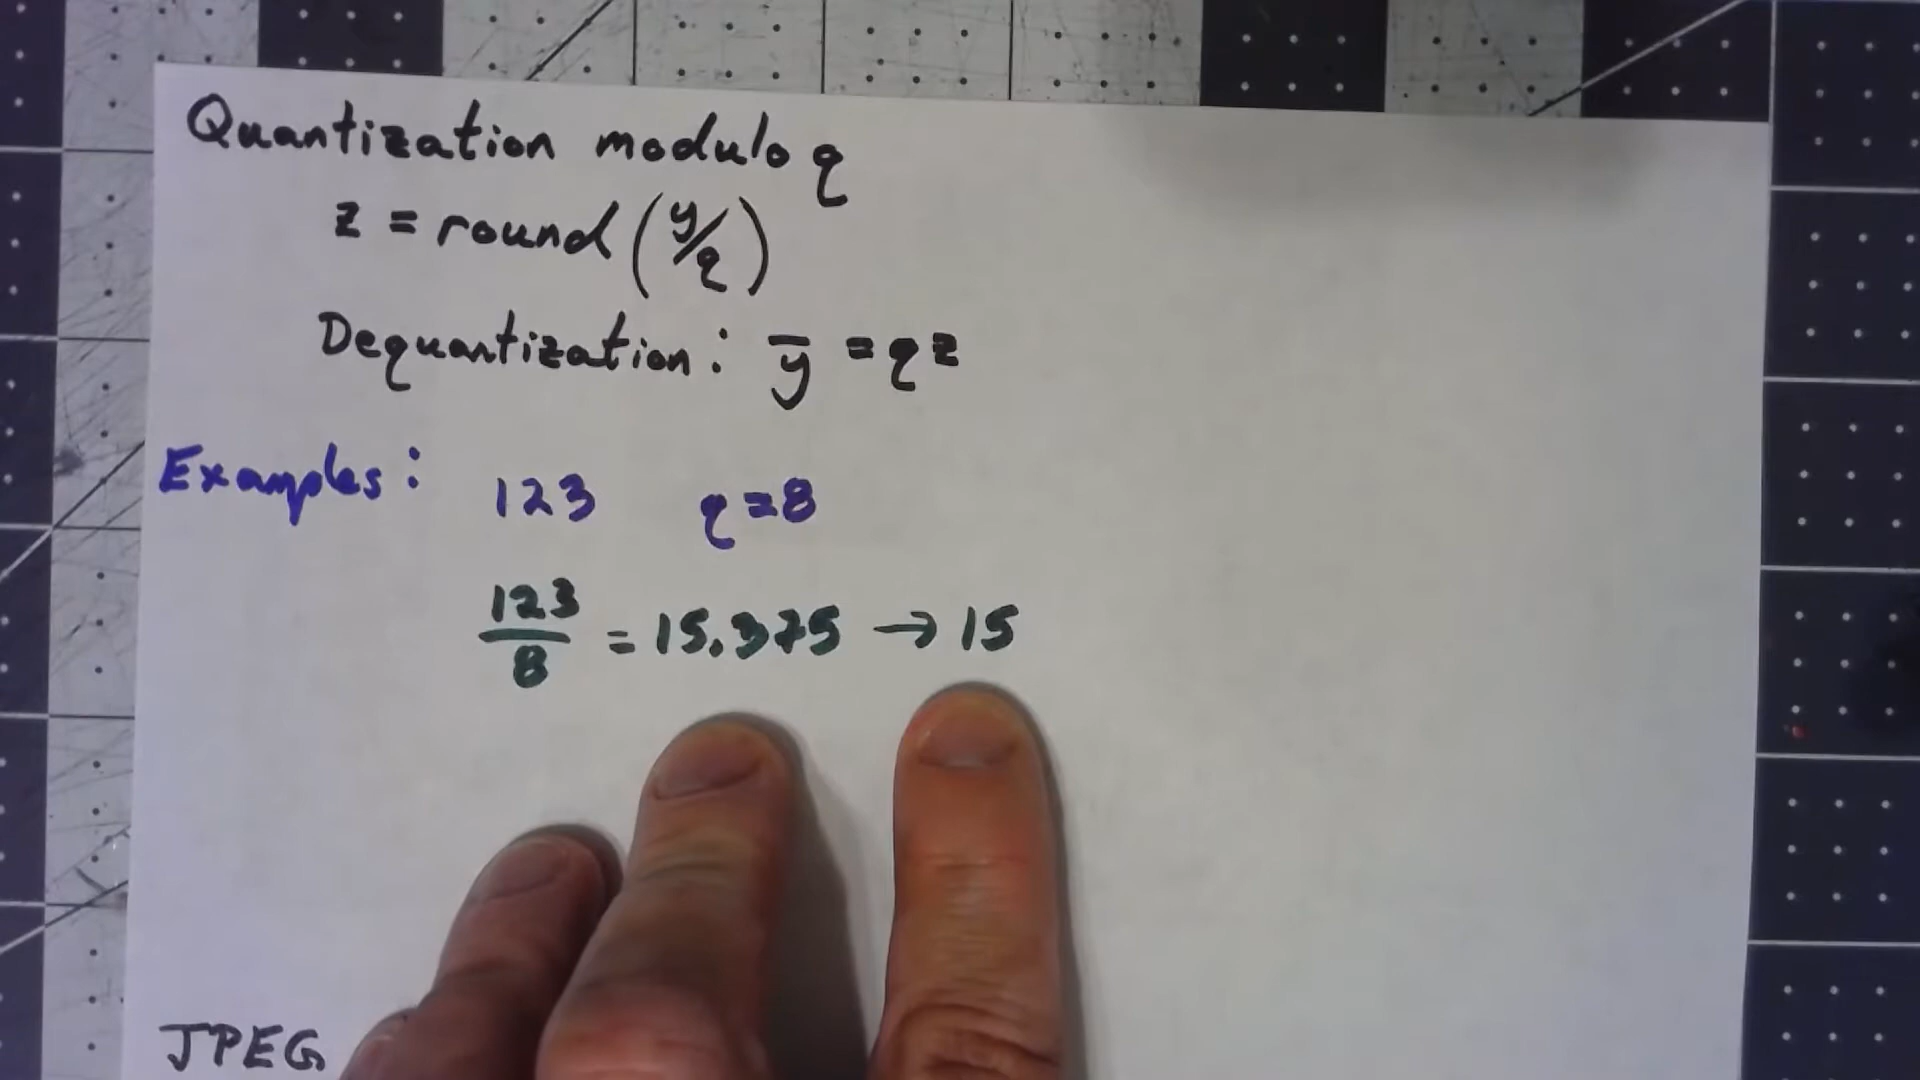 Quantization modulo q
z = round (y/q)
Dequantization: y̅ = qz
Examples: 123 q=8
123/8 = 15.375 → 15
JPEG